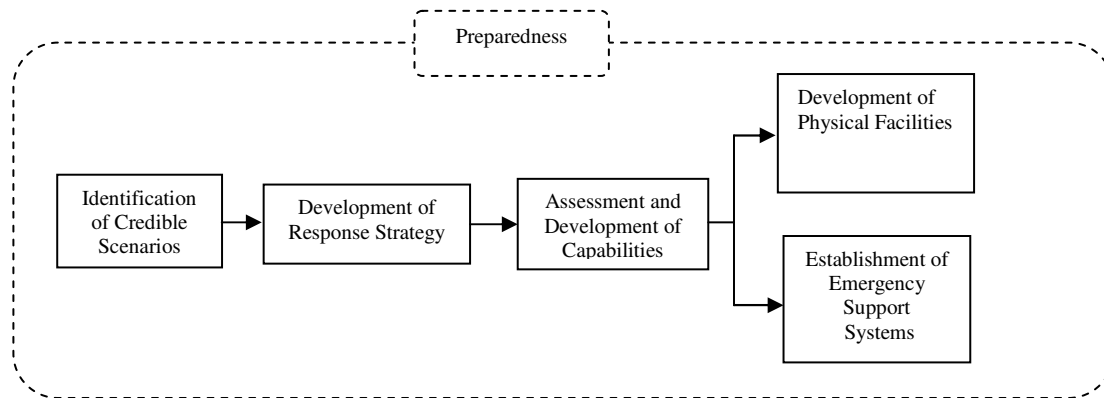 Preparedness
Identification
of Credible
Scenarios
Development of
Response Strategy
Assessment and
Development of
Capabilities
Development of
Physical Facilities
Establishment of
Emergency
Support
Systems